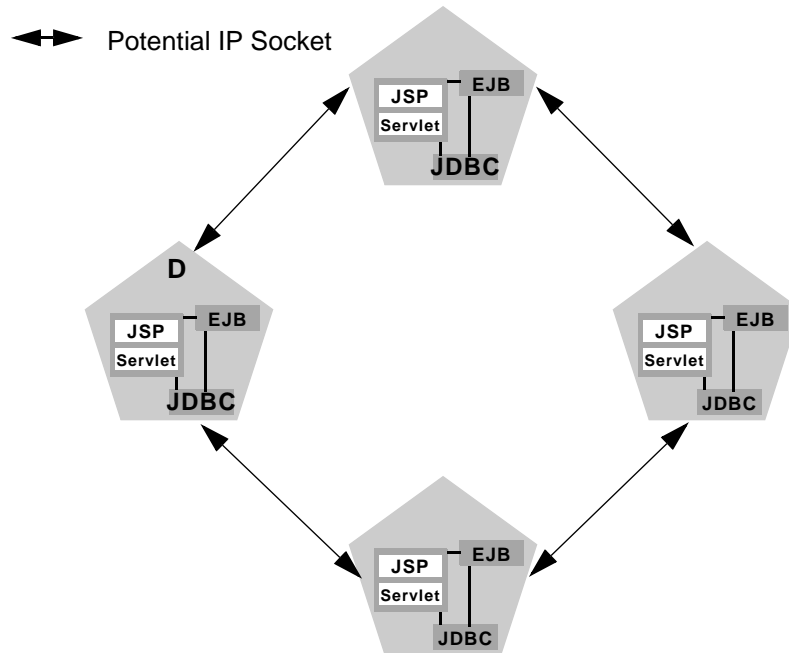 Potential IP Socket
EJB
JSP
Servlet
JDBC
D
EJB
JSP
Servlet
JDBC
EJB
JSP
Servlet
JDBC
EJB
JSP
Servlet
JDBC